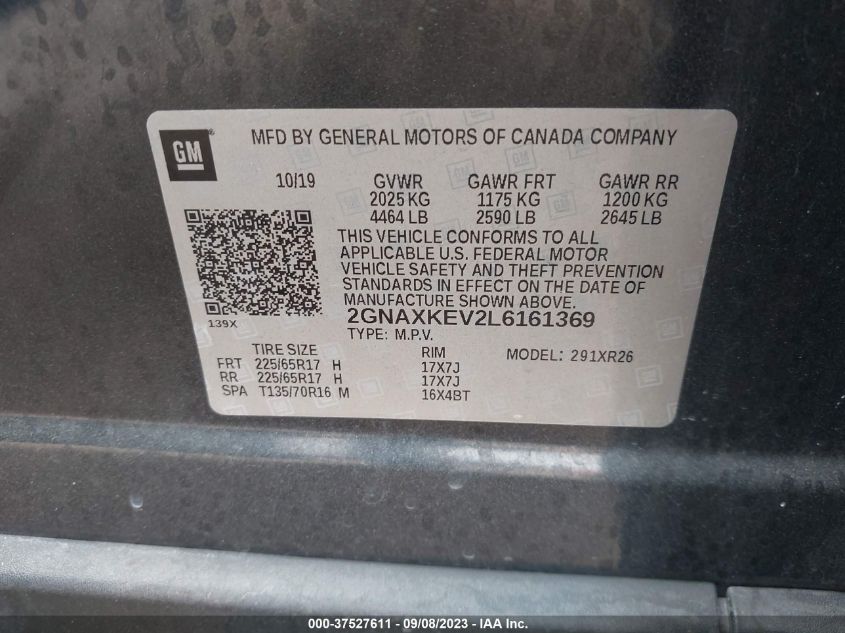 GM
MFD BY GENERAL MOTORS OF CANADA COMPANY
10/19 GVWR GAWR FRT GAWR RR
2025 KG 1175 KG 1200 KG
4464 LB 2590 LB 2645 LB
THIS VEHICLE CONFORMS TO ALL
APPLICABLE U.S. FEDERAL MOTOR
VEHICLE SAFETY AND THEFT PREVENTION
STANDARDS IN EFFECT ON THE DATE OF
MANUFACTURE SHOWN ABOVE.
139X 2GNAXKEV2L6161369
TYPE: M.P.V.
TIRE SIZE RIM MODEL: 291XR26
FRT 225/65R17 H 17X7J
RR 225/65R17 H 17X7J
SPA T135/70R16 M 16X4BT
000-37527611 - 09/08/2023 - IAA Inc.